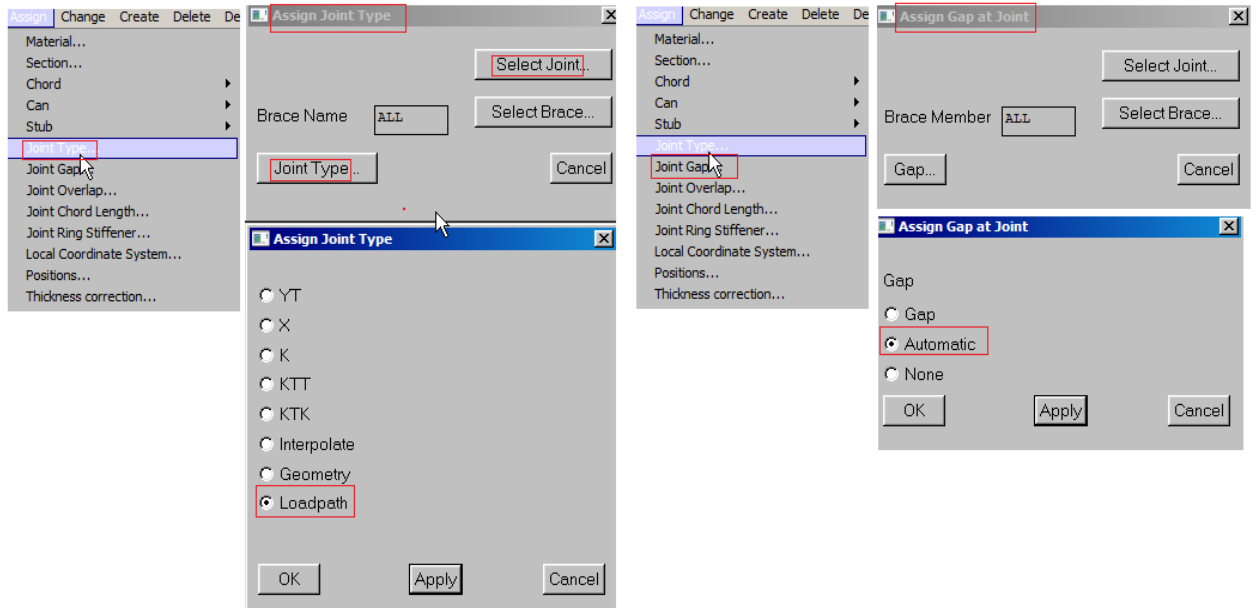 Assign Change Create Delete De
Material...
Section...
Chord
Can
Stub
Joint Type...
Joint Gap...
Joint Overlap...
Joint Chord Length...
Joint Ring Stiffener...
Local Coordinate System...
Positions...
Thickness correction...
Assign Joint Type
Select Joint...
Brace Name ALL Select Brace...
Joint Type... Cancel
Assign Joint Type
YT
X
K
KTT
KTK
Interpolate
Geometry
Loadpath
OK Apply Cancel
Assign Change Create Delete De
Material...
Section...
Chord
Can
Stub
Joint Type...
Joint Gap...
Joint Overlap...
Joint Chord Length...
Joint Ring Stiffener...
Local Coordinate System...
Positions...
Thickness correction...
Assign Gap at Joint
Select Joint...
Brace Member ALL Select Brace...
Gap... Cancel
Assign Gap at Joint
Gap
Gap
Automatic
None
OK Apply Cancel